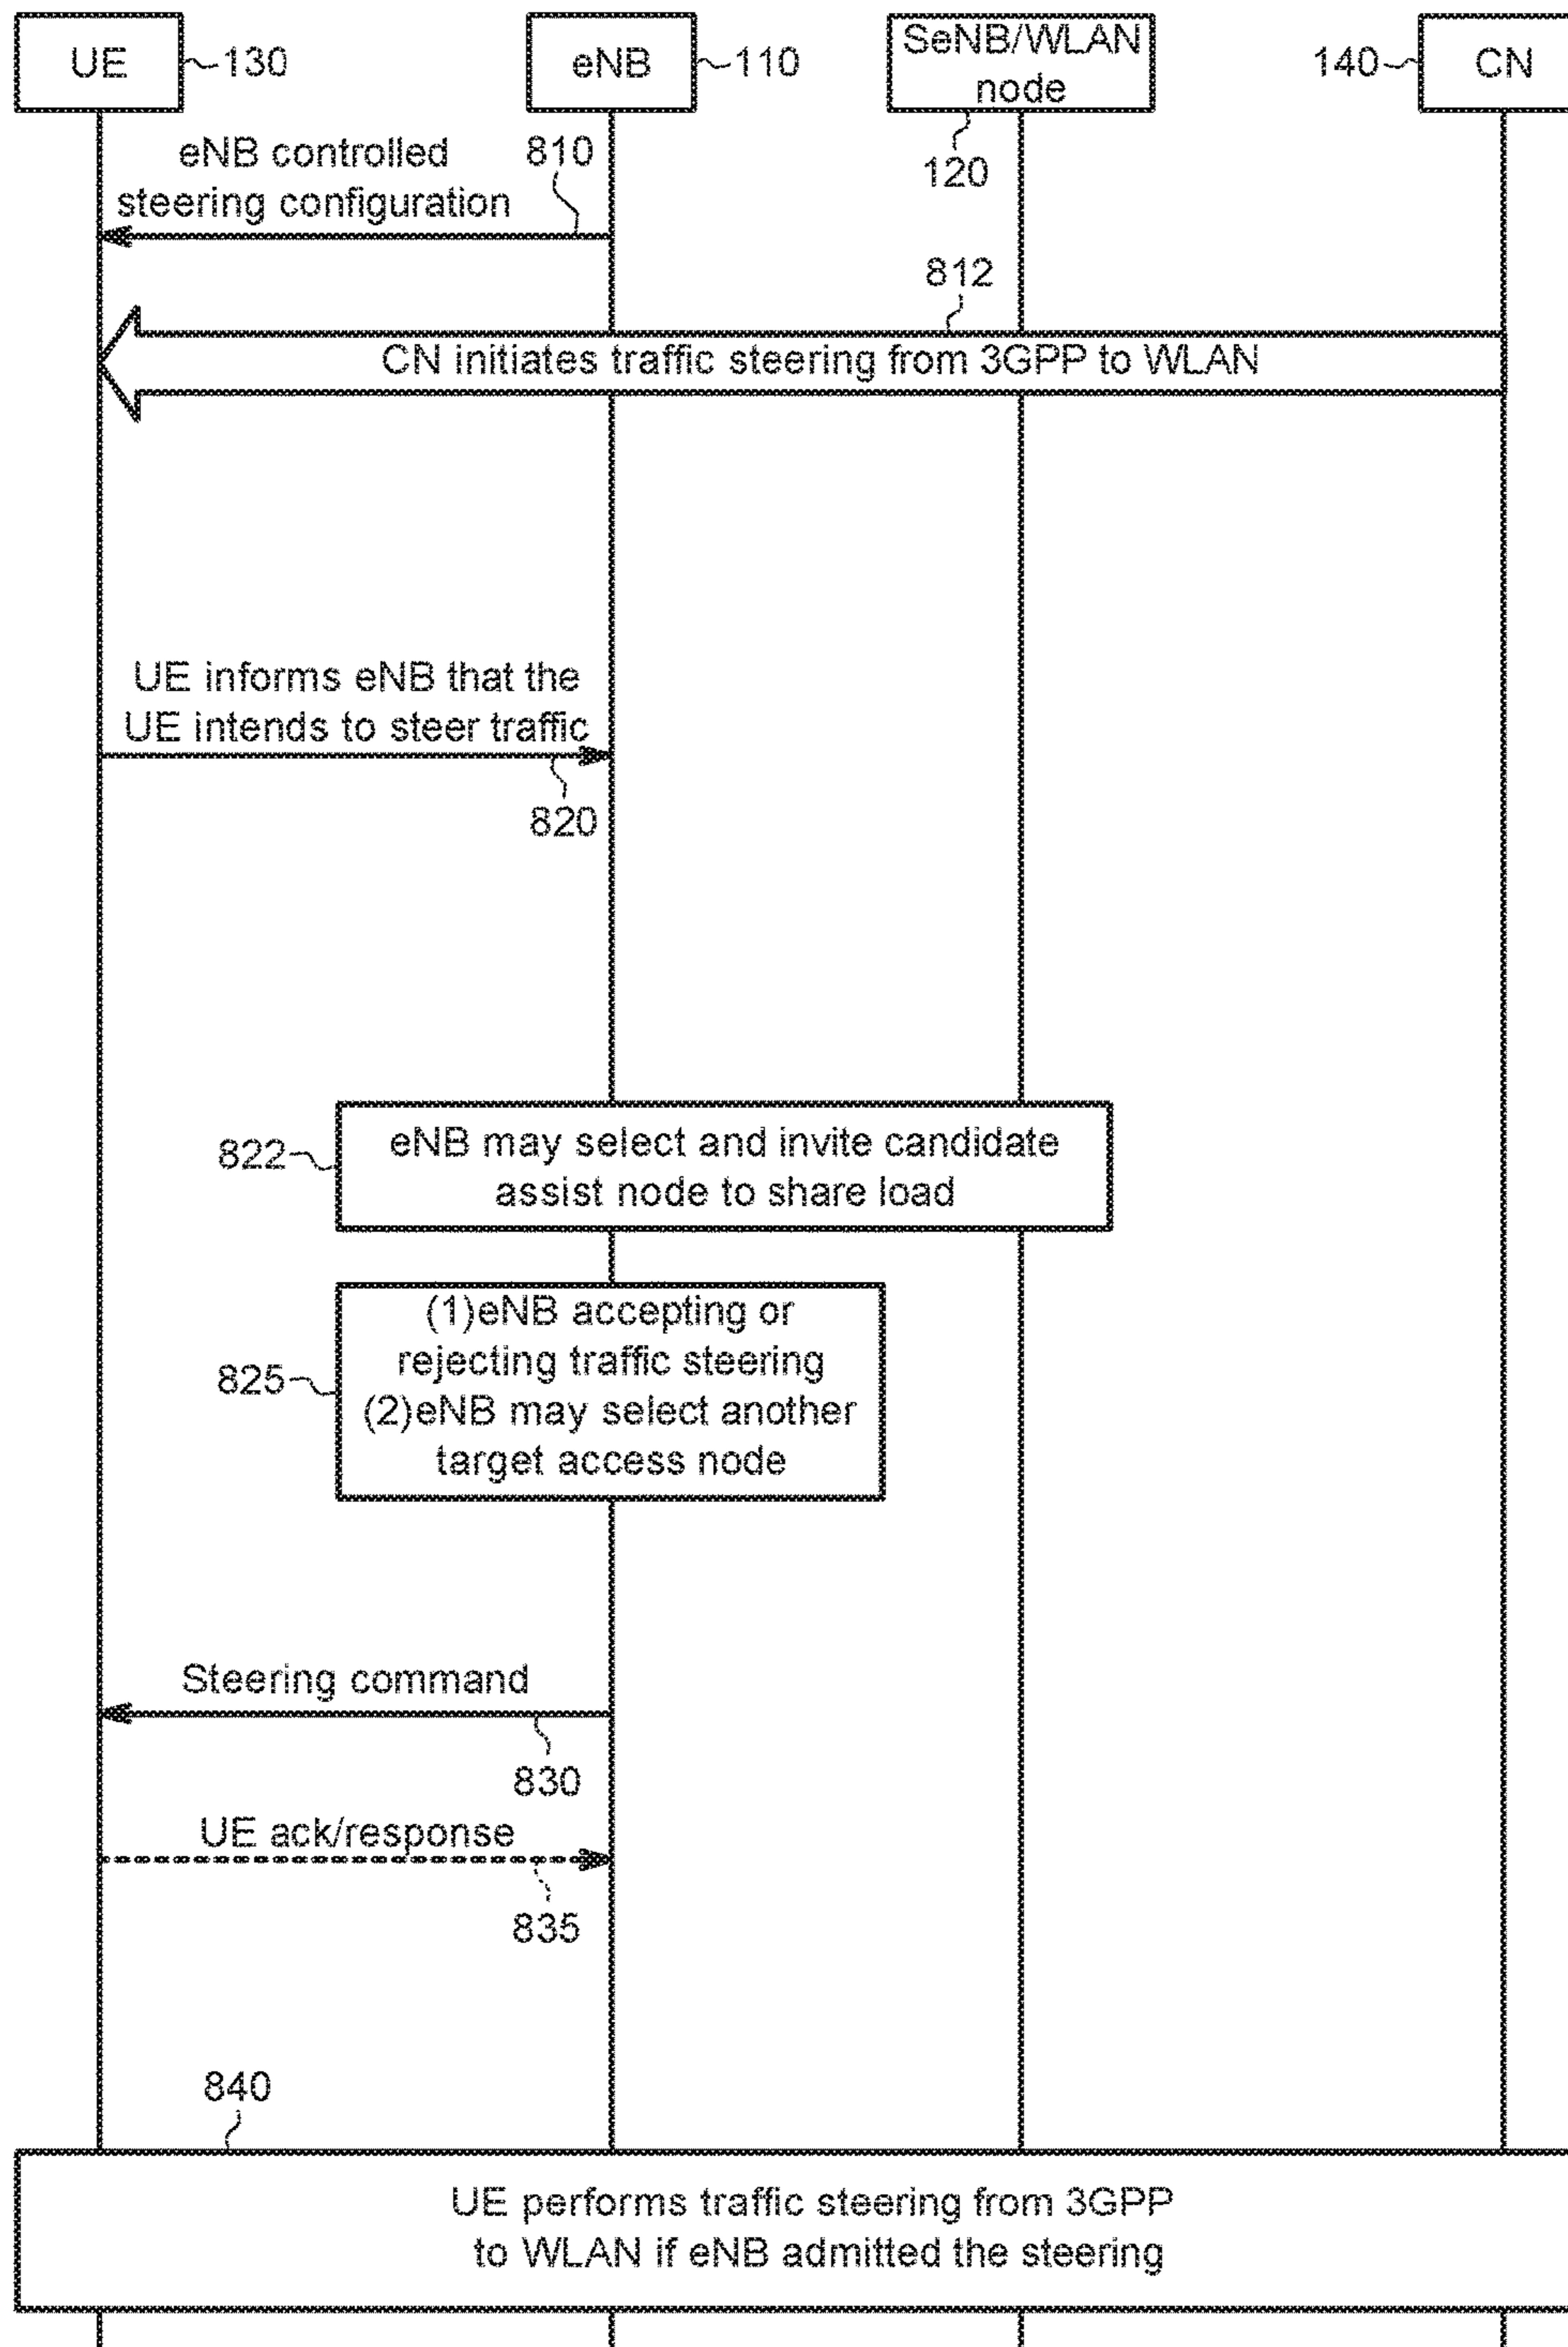 UE
130
eNB
110
SeNB/WLAN
node
120
140
CN
eNB controlled
steering configuration
810
812
CN initiates traffic steering from 3GPP to WLAN
UE informs eNB that the
UE intends to steer traffic
820
822
eNB may select and invite candidate
assist node to share load
825
(1)eNB accepting or
rejecting traffic steering
(2)eNB may select another
target access node
Steering command
830
UE ack/response
835
840
UE performs traffic steering from 3GPP
to WLAN if eNB admitted the steering